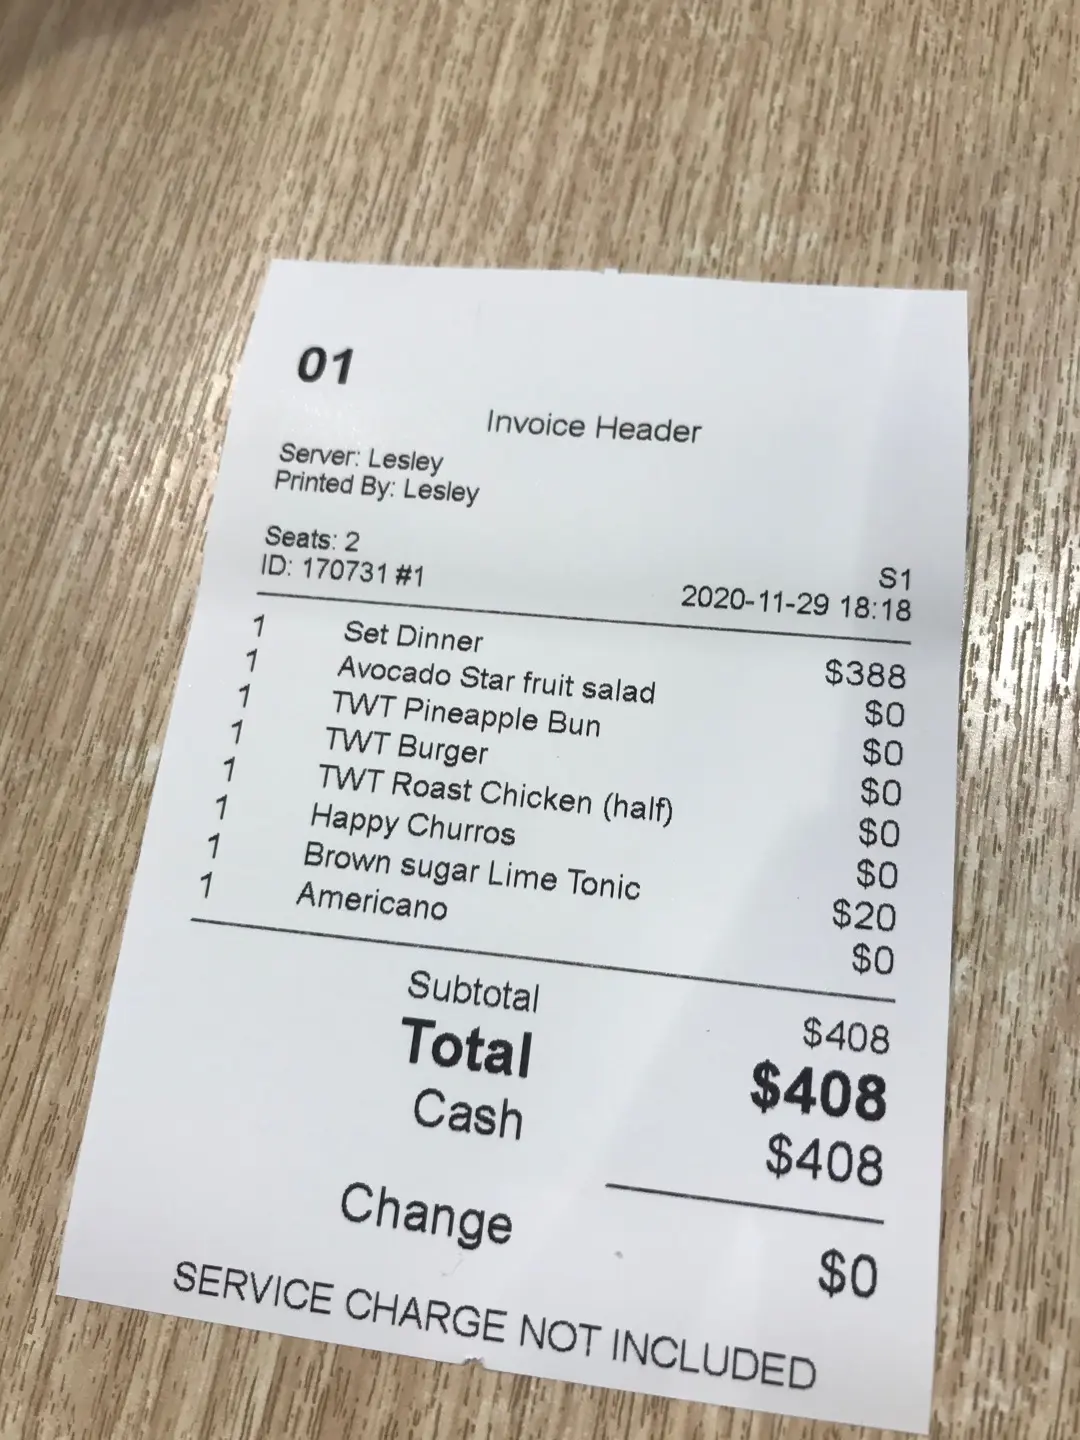 01
Invoice Header
Server: Lesley
Printed By: Lesley
Seats: 2
S1
ID: 170731 #1 2020-11-29 18:18
1 Set Dinner $388
1 Avocado Star fruit salad $0
1 TWT Pineapple Bun $0
1 TWT Burger $0
1 TWT Roast Chicken (half) $0
1 Happy Churros $0
1 Brown sugar Lime Tonic $20
1 Americano $0
Subtotal $408
Total $408
Cash $408
Change $0
SERVICE CHARGE NOT INCLUDED